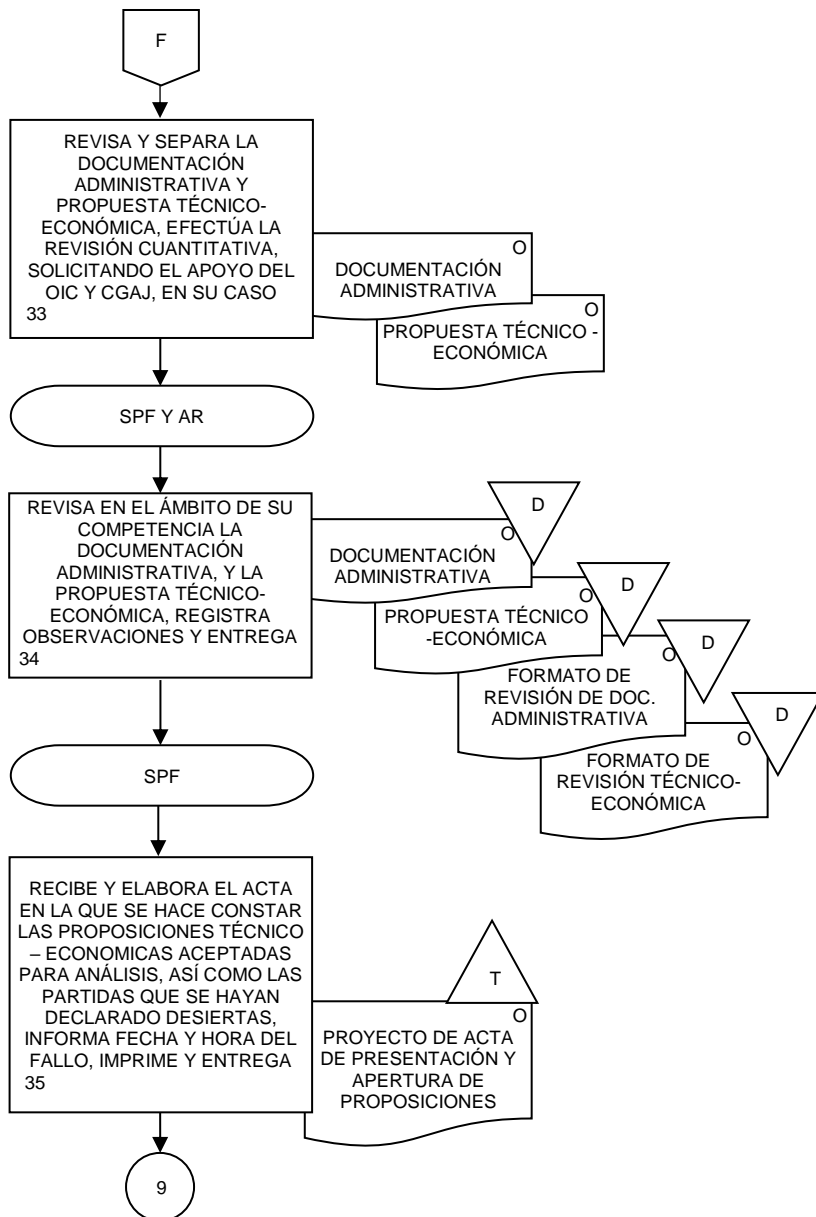 F
REVISA Y SEPARA LA
DOCUMENTACIÓN
ADMINISTRATIVA Y
PROPUESTA TÉCNICO-
ECONÓMICA, EFECTÚA LA
REVISIÓN CUANTITATIVA,
SOLICITANDO EL APOYO DEL
OIC Y CGAJ, EN SU CASO
33
O
DOCUMENTACIÓN
ADMINISTRATIVA
O
PROPUESTA TÉCNICO -
ECONÓMICA
SPF Y AR
REVISA EN EL ÁMBITO DE SU
COMPETENCIA LA
DOCUMENTACIÓN
ADMINISTRATIVA, Y LA
PROPUESTA TÉCNICO-
ECONÓMICA, REGISTRA
OBSERVACIONES Y ENTREGA
34
D
O
DOCUMENTACIÓN
ADMINISTRATIVA
D
O
PROPUESTA TÉCNICO
-ECONÓMICA
D
O
FORMATO DE
REVISIÓN DE DOC.
ADMINISTRATIVA
D
O
FORMATO DE
REVISIÓN TÉCNICO-
ECONÓMICA
SPF
RECIBE Y ELABORA EL ACTA
EN LA QUE SE HACE CONSTAR
LAS PROPOSICIONES TÉCNICO
– ECONOMICAS ACEPTADAS
PARA ANÁLISIS, ASÍ COMO LAS
PARTIDAS QUE SE HAYAN
DECLARADO DESIERTAS,
INFORMA FECHA Y HORA DEL
FALLO, IMPRIME Y ENTREGA
35
T
O
PROYECTO DE ACTA
DE PRESENTACIÓN Y
APERTURA DE
PROPOSICIONES
9